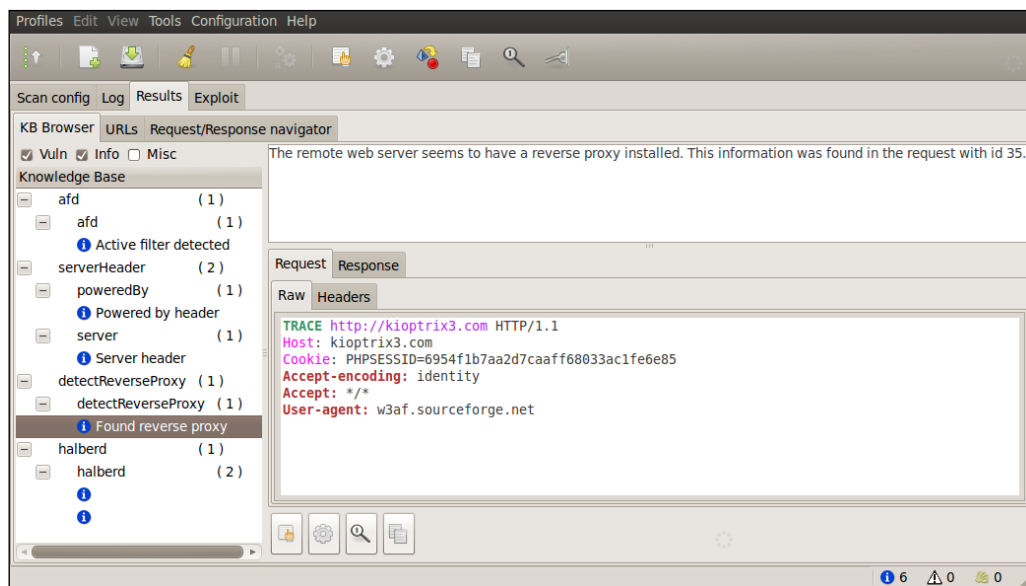 Profiles Edit View Tools Configuration Help
Scan config Log Results Exploit
KB Browser URLs Request/Response navigator
Vuln Info Misc
Knowledge Base
afd (1)
afd (1)
Active filter detected
serverHeader (2)
poweredBy (1)
Powered by header
server (1)
Server header
detectReverseProxy (1)
detectReverseProxy (1)
Found reverse proxy
halberd (1)
halberd (2)
The remote web server seems to have a reverse proxy installed. This information was found in the request with id 35.
Request Response
Raw Headers
TRACE http://kioptrix3.com HTTP/1.1
Host: kioptrix3.com
Cookie: PHPSESSID=6954f1b7aa2d7caaff68033ac1fe6e85
Accept-encoding: identity
Accept: */*
User-agent: w3af.sourceforge.net
6 0 0